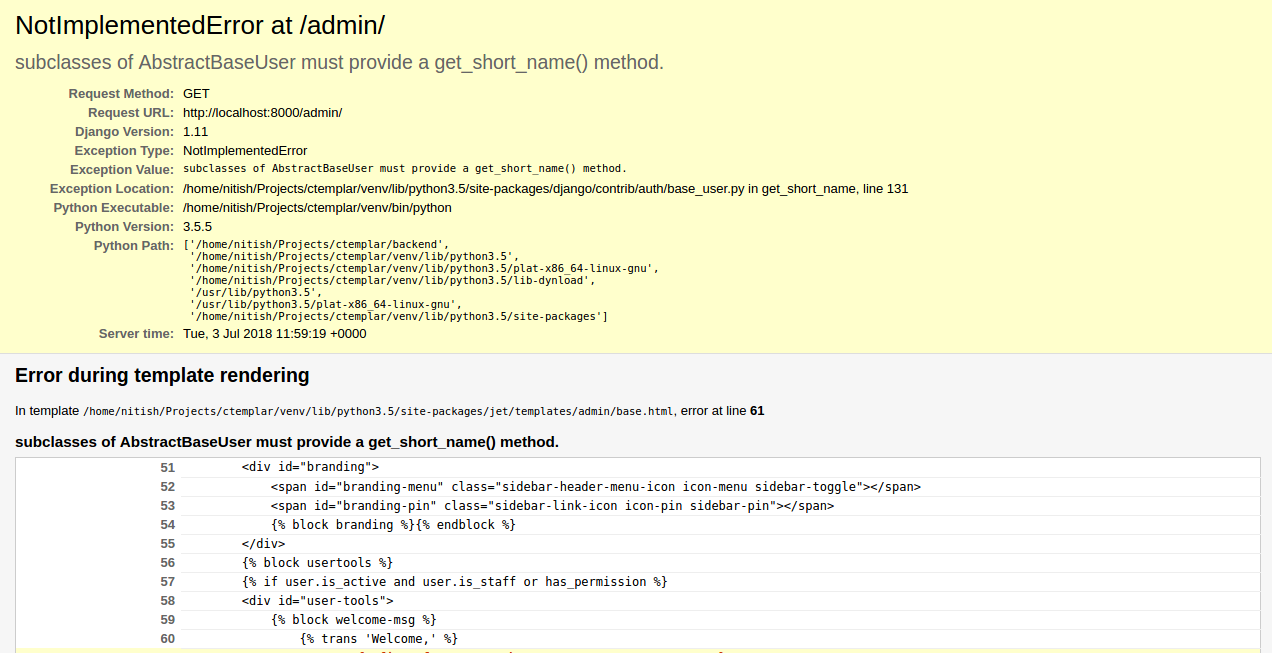 NotImplementedError at /admin/
subclasses of AbstractBaseUser must provide a get_short_name() method.
Request Method: GET
Request URL: http://localhost:8000/admin/
Django Version: 1.11
Exception Type: NotImplementedError
Exception Value: subclasses of AbstractBaseUser must provide a get_short_name() method.
Exception Location: /home/nitish/Projects/ctemplar/venv/lib/python3.5/site-packages/django/contrib/auth/base_user.py in get_short_name, line 131
Python Executable: /home/nitish/Projects/ctemplar/venv/bin/python
Python Version: 3.5.5
Python Path: ['/home/nitish/Projects/ctemplar/backend',
'/home/nitish/Projects/ctemplar/venv/lib/python3.5',
'/home/nitish/Projects/ctemplar/venv/lib/python3.5/plat-x86_64-linux-gnu',
'/home/nitish/Projects/ctemplar/venv/lib/python3.5/lib-dynload',
'/usr/lib/python3.5',
'/usr/lib/python3.5/plat-x86_64-linux-gnu',
'/home/nitish/Projects/ctemplar/venv/lib/python3.5/site-packages']
Server time: Tue, 3 Jul 2018 11:59:19 +0000
Error during template rendering
In template /home/nitish/Projects/ctemplar/venv/lib/python3.5/site-packages/jet/templates/admin/base.html, error at line 61
subclasses of AbstractBaseUser must provide a get_short_name() method.
51 <div id="branding">
52 <span id="branding-menu" class="sidebar-header-menu-icon icon-menu sidebar-toggle"></span>
53 <span id="branding-pin" class="sidebar-link-icon icon-pin sidebar-pin"></span>
54 {% block branding %}{% endblock %}
55 </div>
56 {% block usertools %}
57 {% if user.is_active and user.is_staff or has_permission %}
58 <div id="user-tools">
59 {% block welcome-msg %}
60 {% trans 'Welcome,' %}